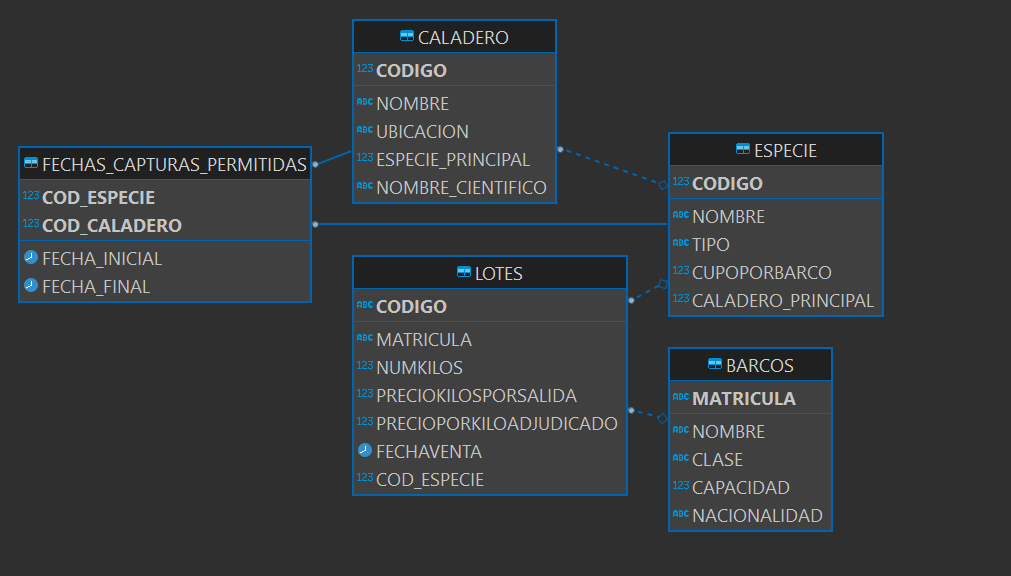 CALADERO
123 CODIGO
ABC NOMBRE
ABC UBICACION
123 ESPECIE_PRINCIPAL
ABC NOMBRE_CIENTIFICO
FECHAS_CAPTURAS_PERMITIDAS
123 COD_ESPECIE
123 COD_CALADERO
FECHA_INICIAL
FECHA_FINAL
ESPECIE
123 CODIGO
ABC NOMBRE
ABC TIPO
123 CUPOPORBARCO
123 CALADERO_PRINCIPAL
LOTES
ABC CODIGO
ABC MATRICULA
123 NUMKILOS
123 PRECIOKILOSPORSALIDA
123 PRECIOPORKILOADJUDICADO
FECHAVENTA
123 COD_ESPECIE
BARCOS
ABC MATRICULA
ABC NOMBRE
ABC CLASE
123 CAPACIDAD
ABC NACIONALIDAD